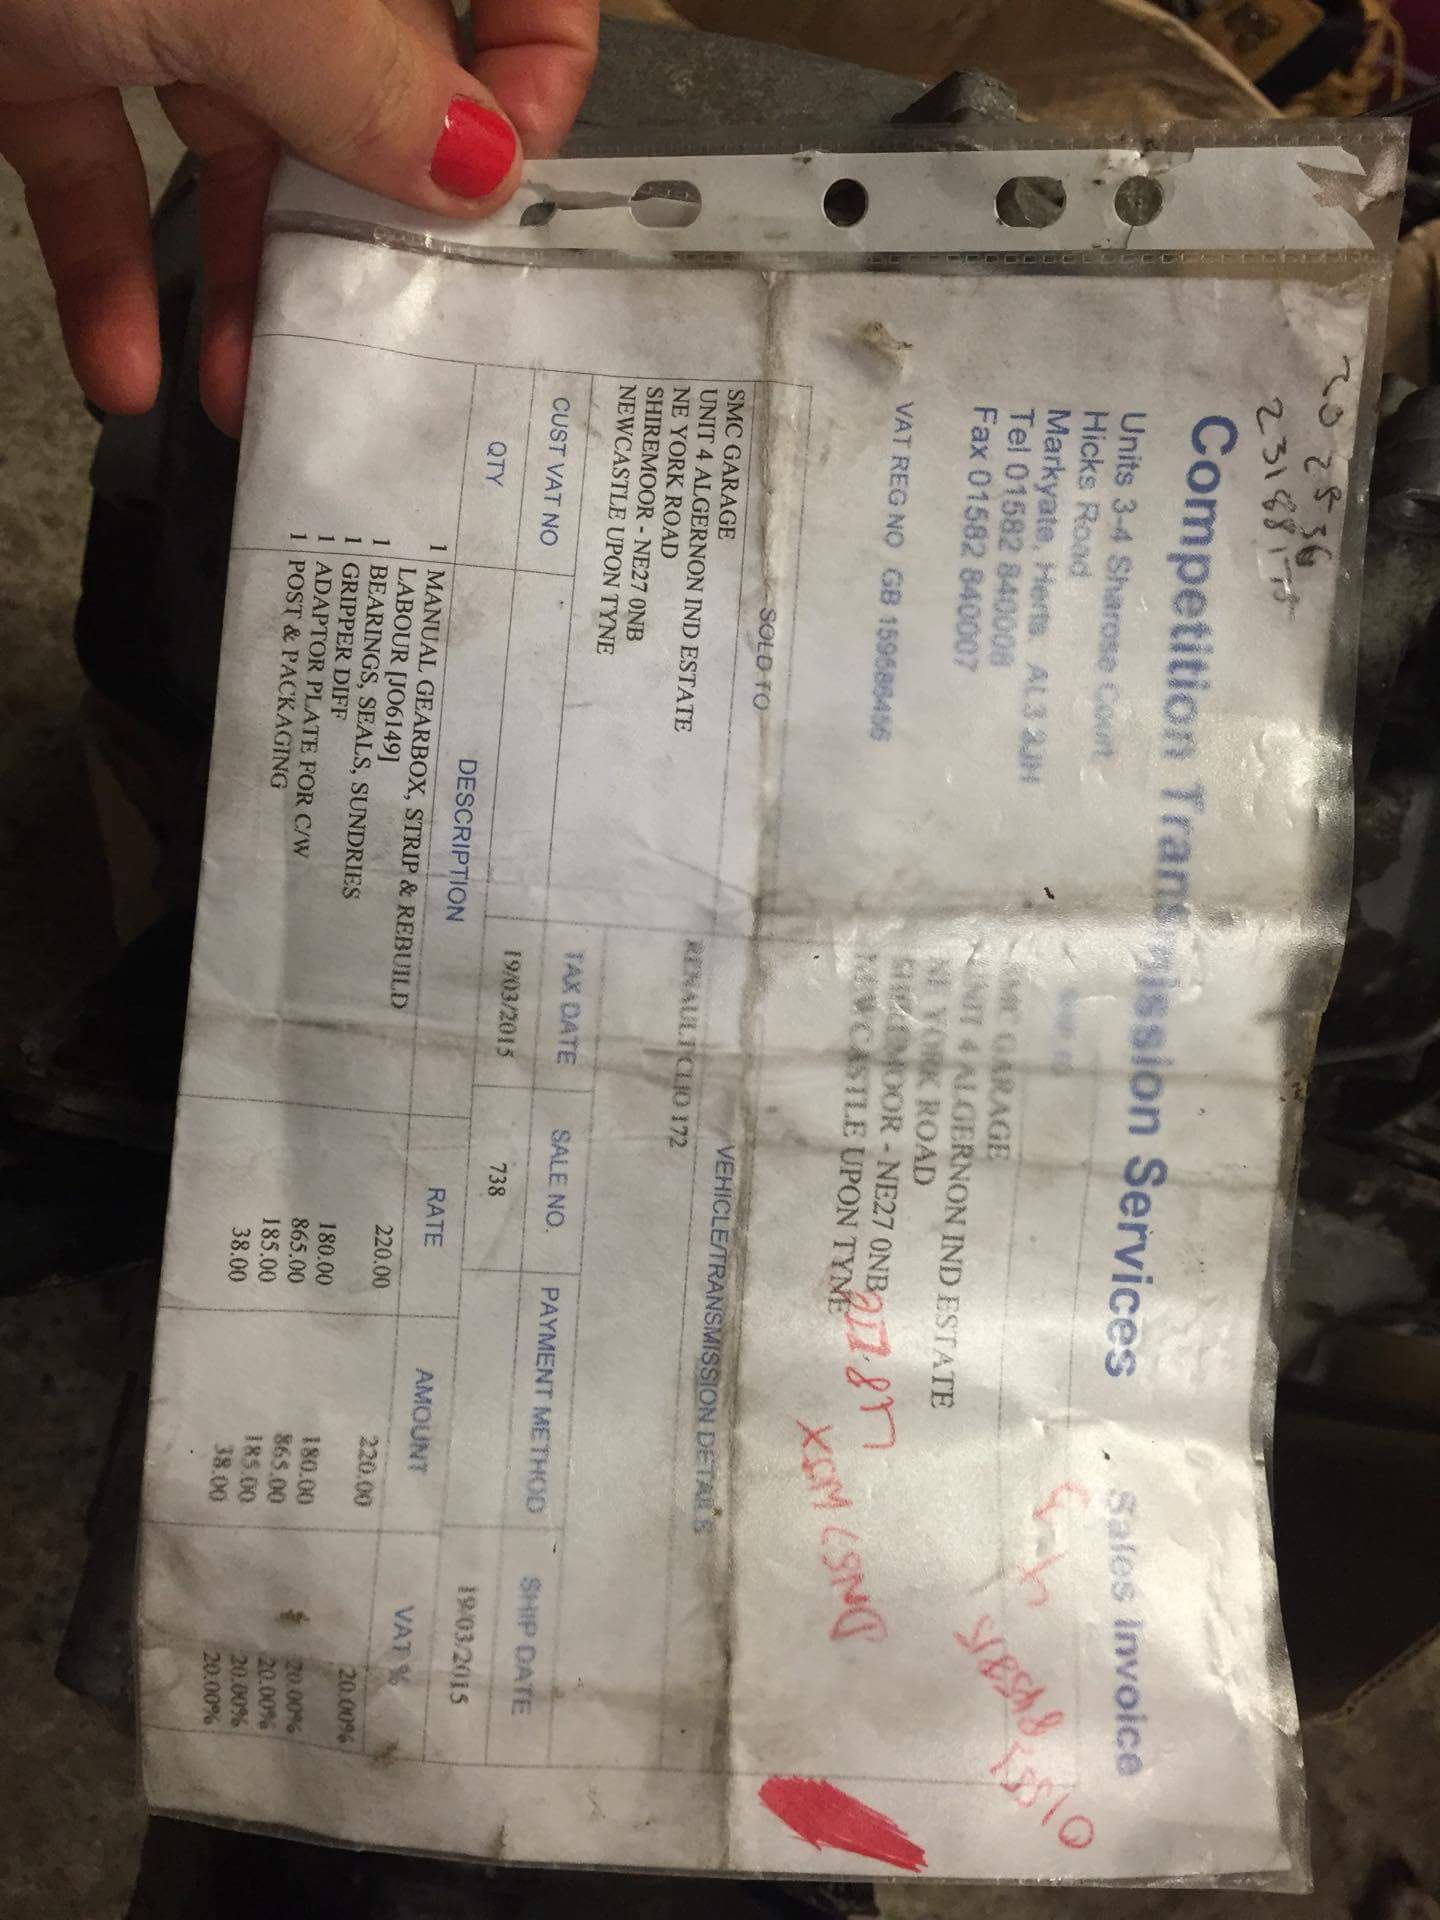 Competition Transmission Services
Sales Invoice
Units 3-4 Sharose Court
Hicks Road
Markyate, Herts AL3 8JH
Tel 01582 840008
Fax 01582 840007
VAT REG NO GB 159586456
SHIP TO
SMC GARAGE
UNIT 4 ALGERNON IND ESTATE
NE YORK ROAD
SHIREMOOR - NE27 0NB
NEWCASTLE UPON TYNE
SOLD TO
SMC GARAGE
UNIT 4 ALGERNON IND ESTATE
NE YORK ROAD
SHIREMOOR - NE27 0NB
NEWCASTLE UPON TYNE
VEHICLE/TRANSMISSION DETAILS
RENAULT CLIO 172
CUST VAT NO TAX DATE SALE NO. PAYMENT METHOD SHIP DATE
19/03/2015 738 19/03/2015
QTY DESCRIPTION RATE AMOUNT VAT %
1 MANUAL GEARBOX, STRIP & REBUILD 220.00 220.00 20.00%
LABOUR [JO6149]
1 BEARINGS, SEALS, SUNDRIES 180.00 180.00 20.00%
1 GRIPPER DIFF 865.00 865.00 20.00%
1 ADAPTOR PLATE FOR C/W 185.00 185.00 20.00%
1 POST & PACKAGING 38.00 38.00 20.00%